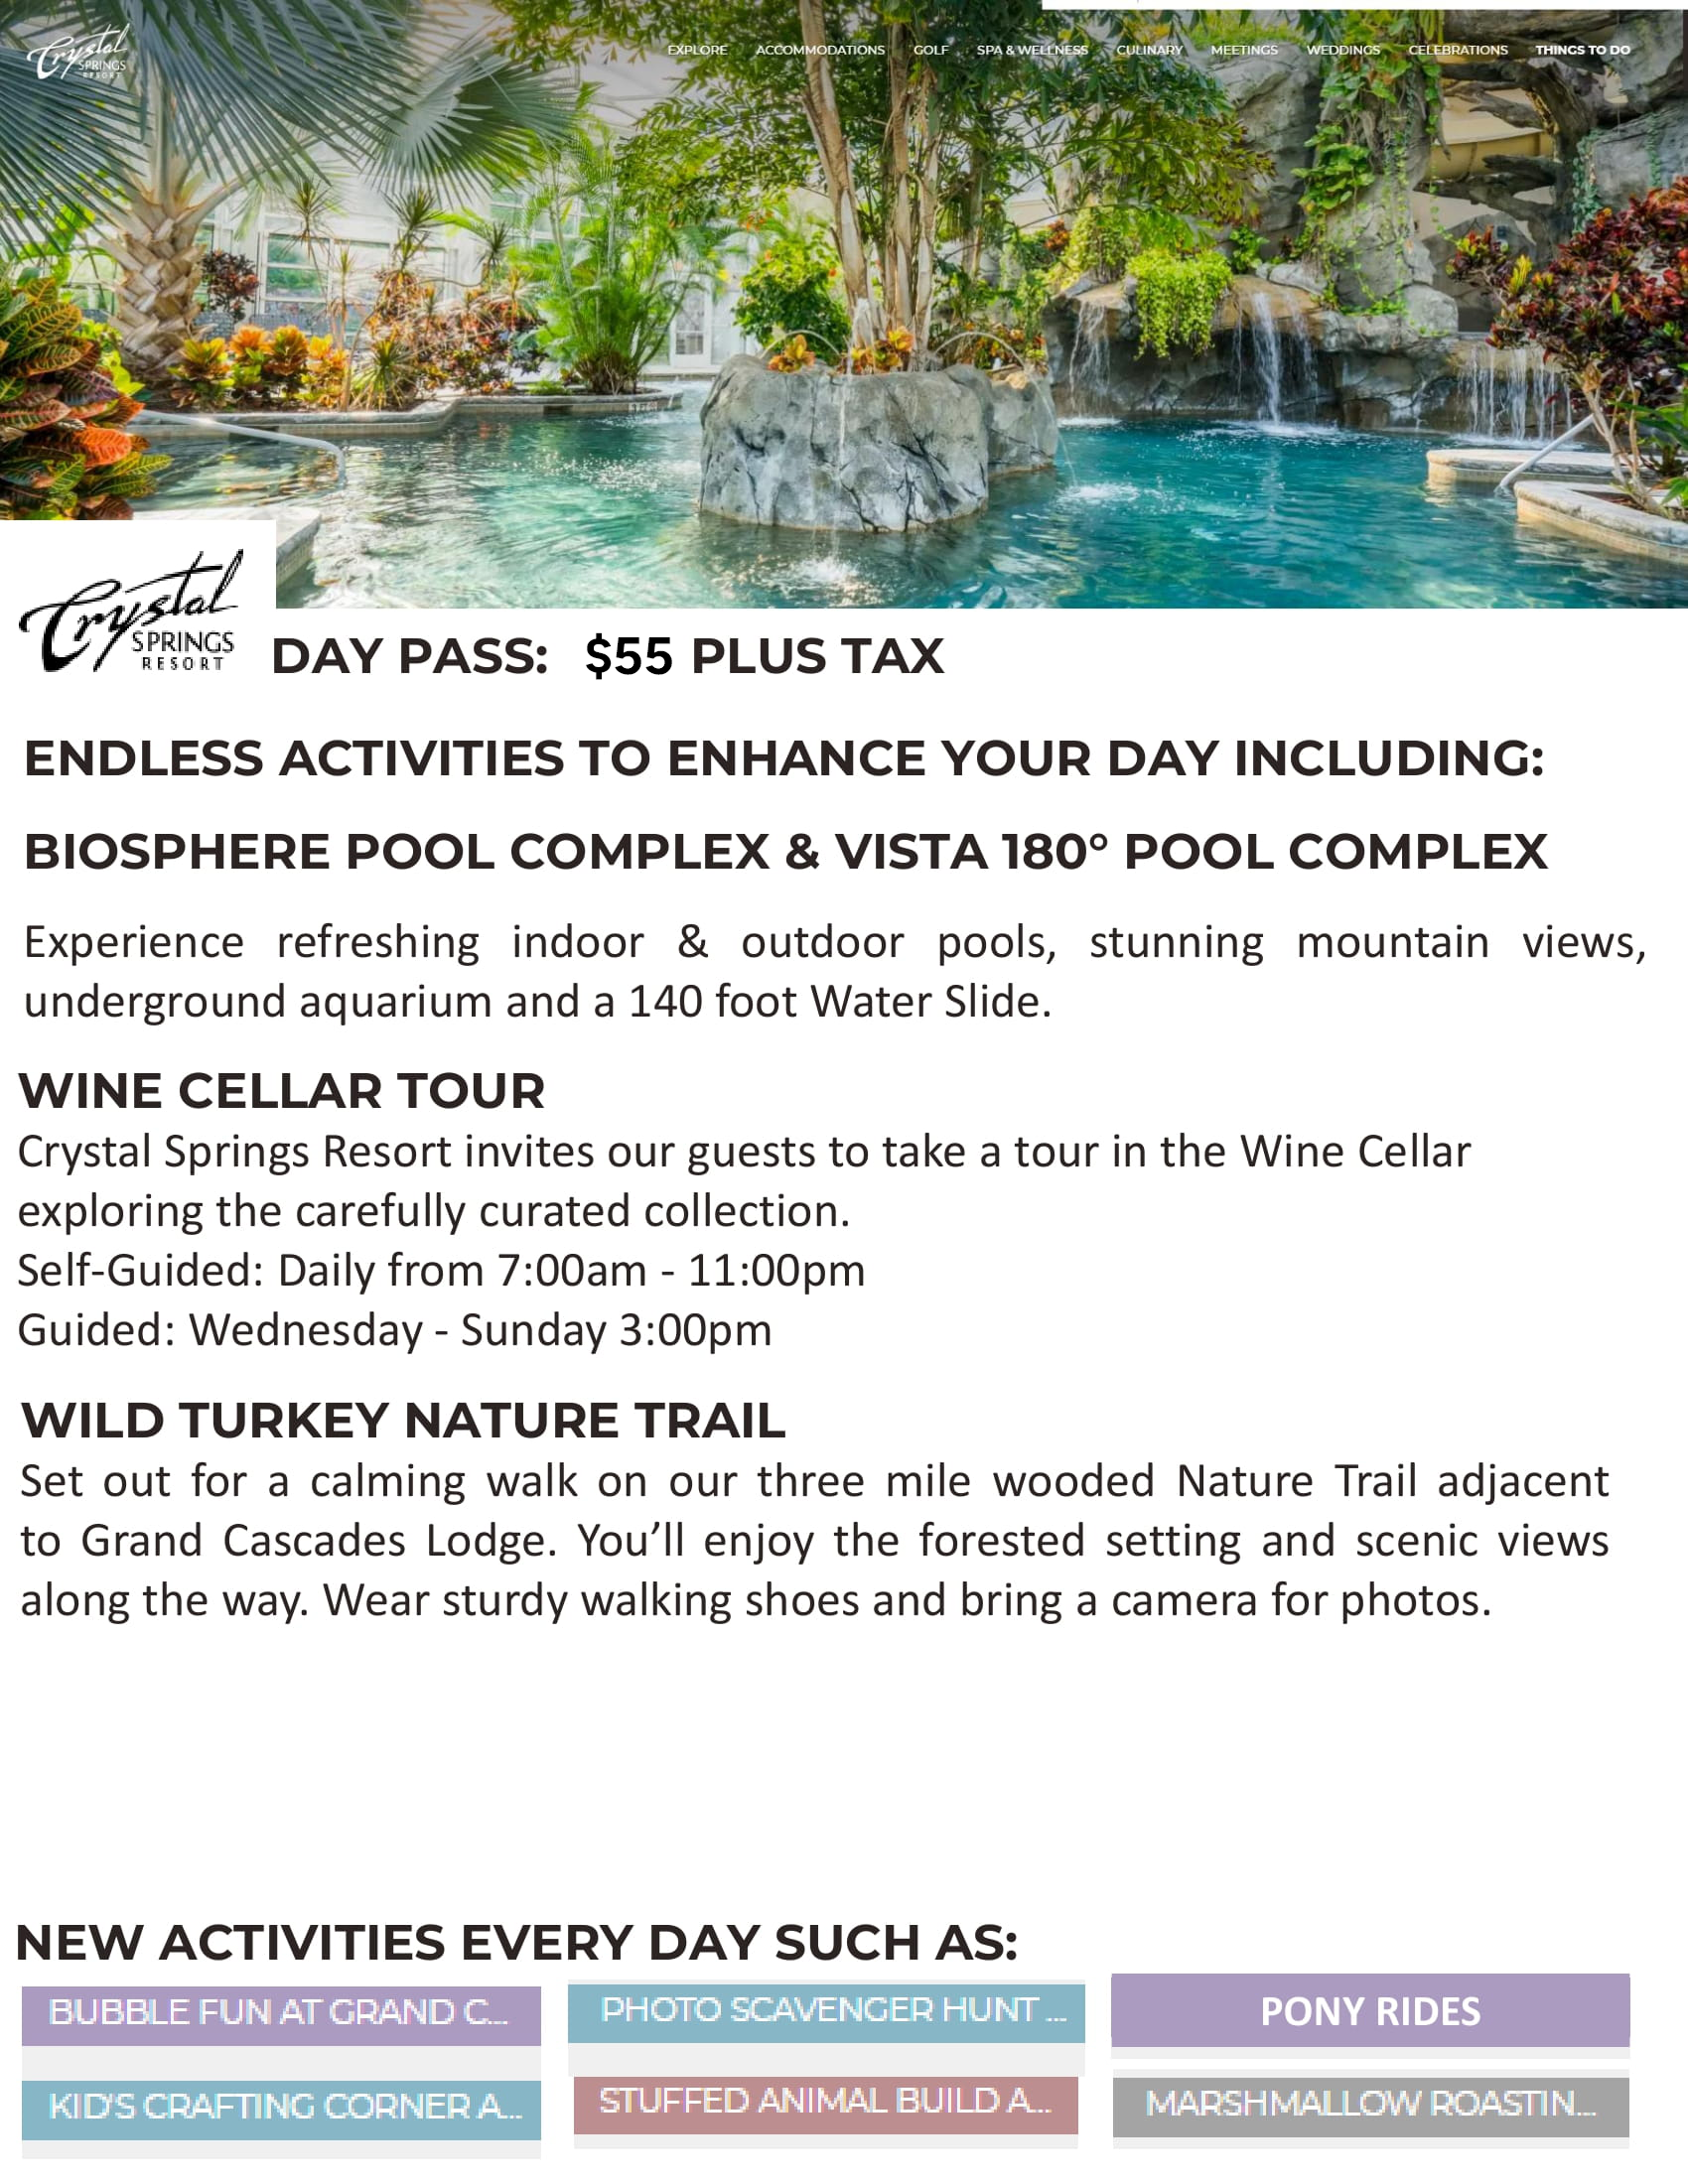 Crystal
SPRINGS
RESORT
EXPLORE ACCOMMODATIONS GOLF SPA & WELLNESS CULINARY MEETINGS WEDDINGS CELEBRATIONS THINGS TO DO
Crystal
SPRINGS
RESORT
DAY PASS: $55 PLUS TAX
ENDLESS ACTIVITIES TO ENHANCE YOUR DAY INCLUDING:
BIOSPHERE POOL COMPLEX & VISTA 180° POOL COMPLEX
Experience refreshing indoor & outdoor pools, stunning mountain views,
underground aquarium and a 140 foot Water Slide.
WINE CELLAR TOUR
Crystal Springs Resort invites our guests to take a tour in the Wine Cellar
exploring the carefully curated collection.
Self-Guided: Daily from 7:00am - 11:00pm
Guided: Wednesday - Sunday 3:00pm
WILD TURKEY NATURE TRAIL
Set out for a calming walk on our three mile wooded Nature Trail adjacent
to Grand Cascades Lodge. You’ll enjoy the forested setting and scenic views
along the way. Wear sturdy walking shoes and bring a camera for photos.
NEW ACTIVITIES EVERY DAY SUCH AS:
BUBBLE FUN AT GRAND C...
PHOTO SCAVENGER HUNT ...
PONY RIDES
KID'S CRAFTING CORNER A...
STUFFED ANIMAL BUILD A...
MARSHMALLOW ROASTIN...